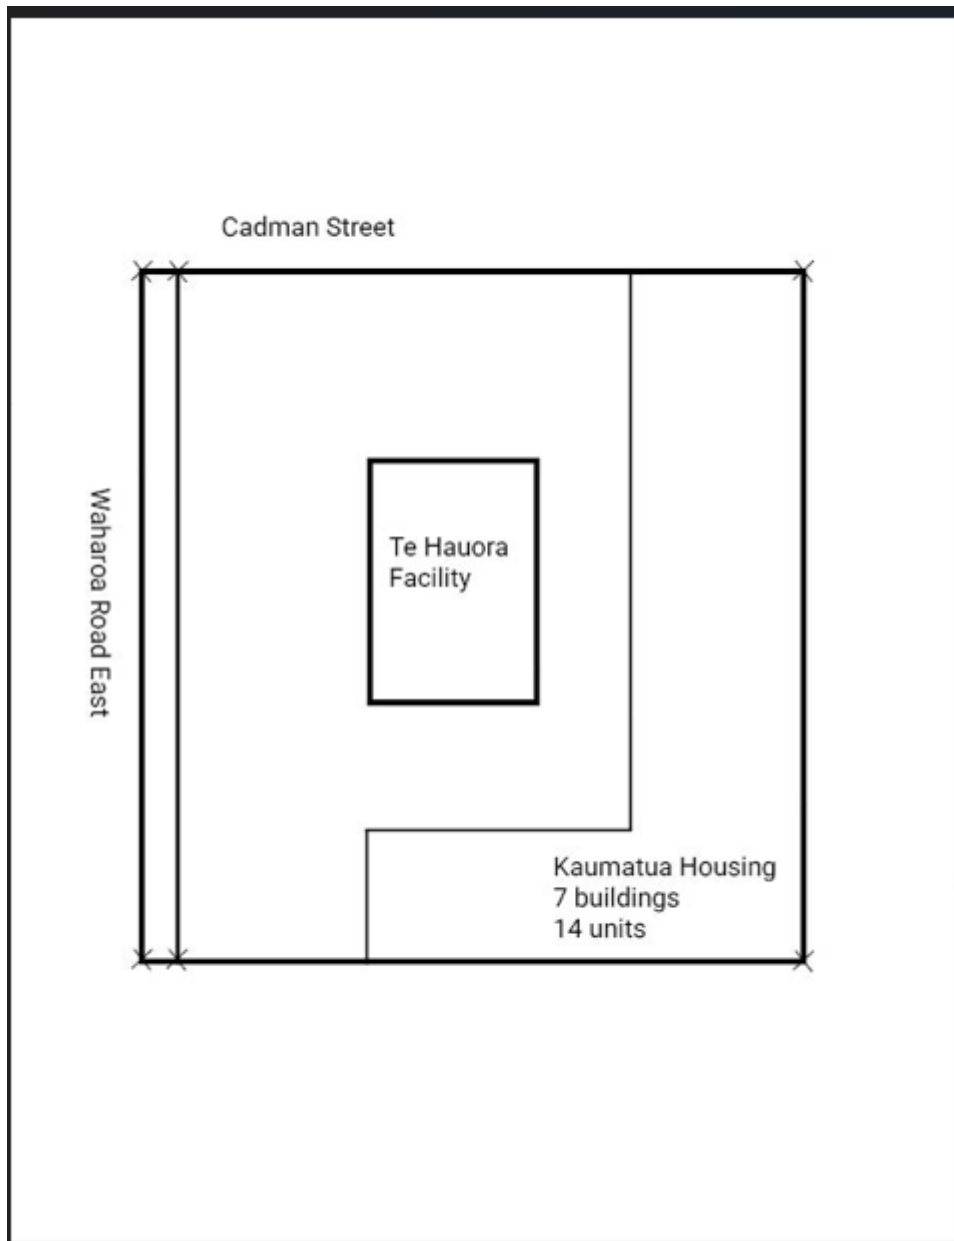 Cadman Street
Waharoa Road East
Te Hauora
Facility
Kaumatua Housing
7 buildings
14 units